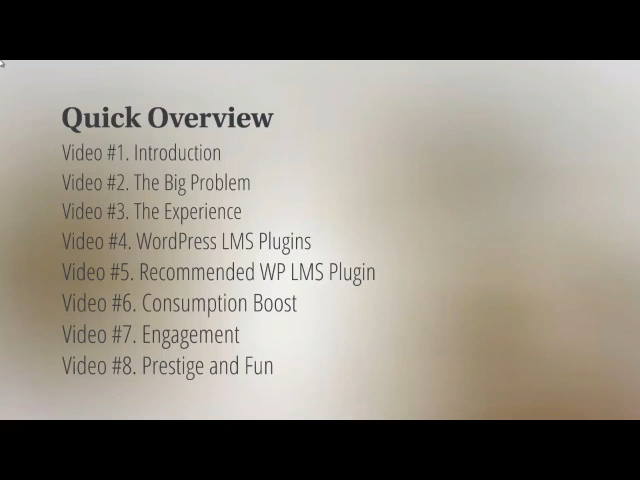 Quick Overview
Video #1. Introduction
Video #2. The Big Problem
Video #3. The Experience
Video #4. WordPress LMS Plugins
Video #5. Recommended WP LMS Plugin
Video #6. Consumption Boost
Video #7. Engagement
Video #8. Prestige and Fun